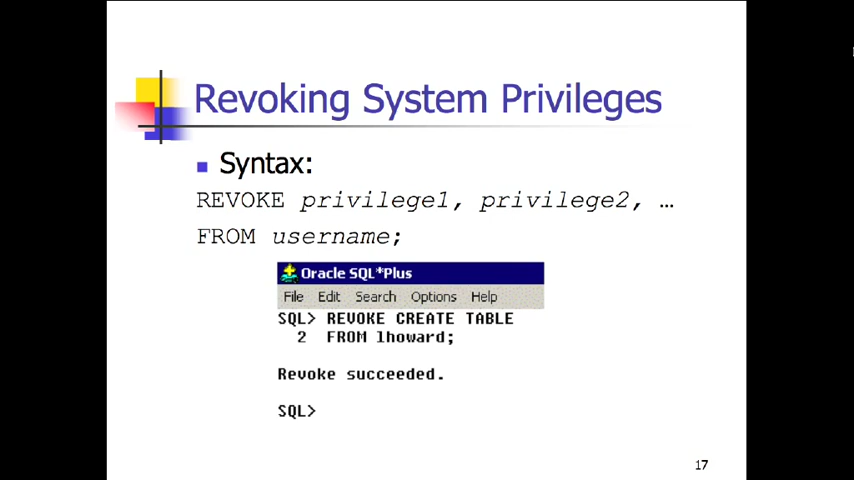 Revoking System Privileges
Syntax:
REVOKE privilege1, privilege2, …
FROM username;
Oracle SQL*Plus
File Edit Search Options Help
SQL> REVOKE CREATE TABLE
2 FROM lhoward;
Revoke succeeded.
SQL>
17